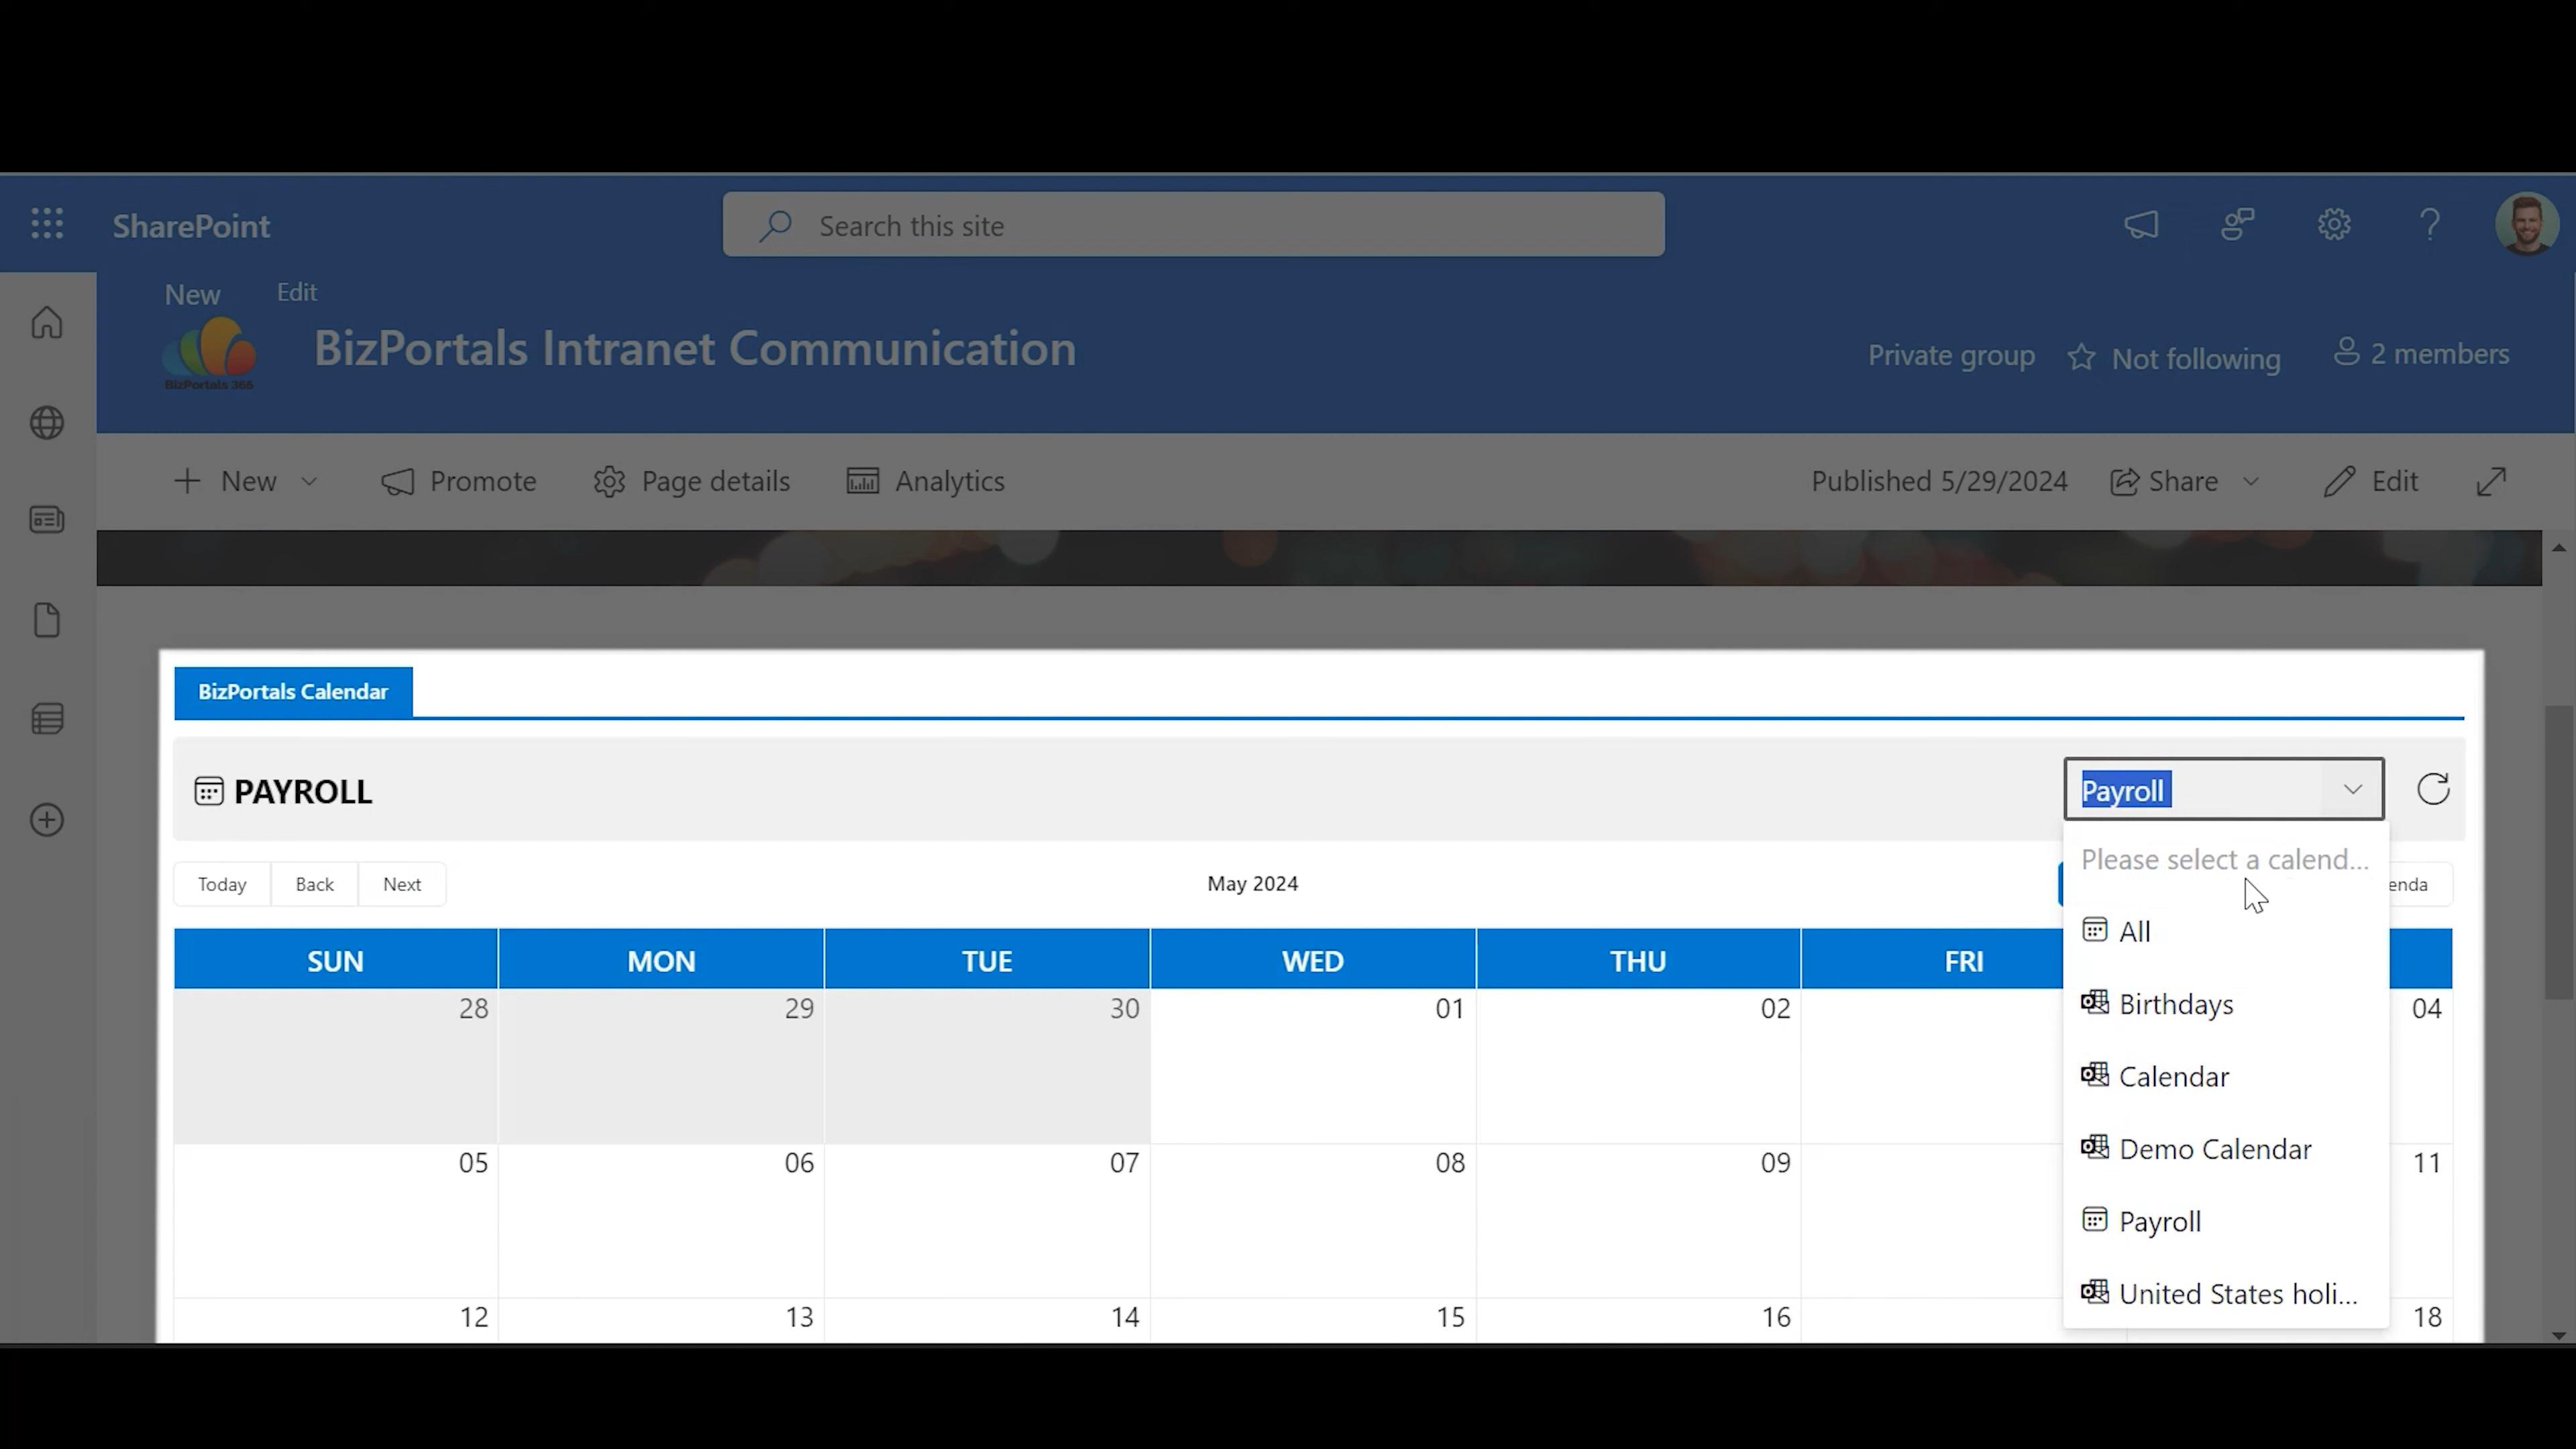 SharePoint
Search this site
New Edit
BizPortals 365
BizPortals Intranet Communication
Private group Not following 2 members
New Promote Page details Analytics Published 5/29/2024 Share Edit
BizPortals Calendar
PAYROLL
Payroll
Please select a calend...
All
Birthdays
Calendar
Demo Calendar
Payroll
United States holi...
Today Back Next May 2024 enda
SUN MON TUE WED THU FRI
28 29 30 01 02 04
05 06 07 08 09 11
12 13 14 15 16 18